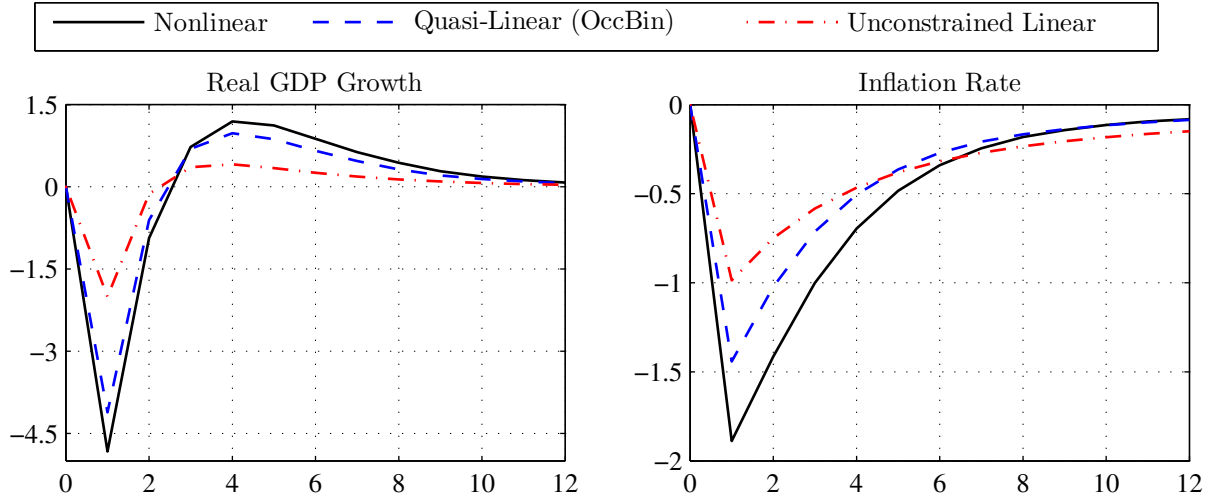 Nonlinear Quasi-Linear (OccBin) Unconstrained Linear
Real GDP Growth
1.5
0
−1.5
−3
−4.5
0 2 4 6 8 10 12
Inflation Rate
0
−0.5
−1
−1.5
−2
0 2 4 6 8 10 12